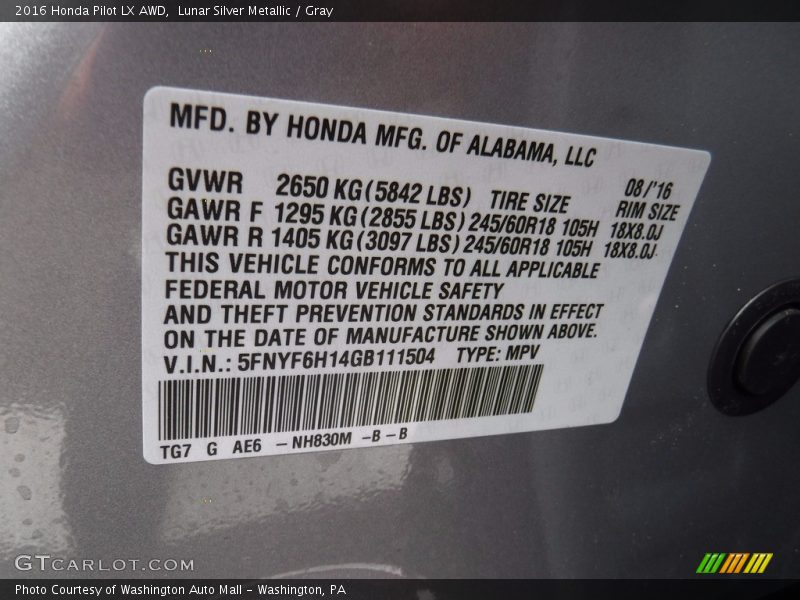 2016 Honda Pilot LX AWD,  Lunar Silver Metallic / Gray
MFD. BY HONDA MFG. OF ALABAMA, LLC
08/'16
GVWR 2650 KG (5842 LBS) TIRE SIZE RIM SIZE
GAWR F 1295 KG (2855 LBS) 245/60R18 105H 18X8.0J
GAWR R 1405 KG (3097 LBS) 245/60R18 105H 18X8.0J
THIS VEHICLE CONFORMS TO ALL APPLICABLE
FEDERAL MOTOR VEHICLE SAFETY
AND THEFT PREVENTION STANDARDS IN EFFECT
ON THE DATE OF MANUFACTURE SHOWN ABOVE.
V.I.N.: 5FNYF6H14GB111504 TYPE: MPV
TG7 G AE6 - NH830M - B - B
GTCARLOT.COM
Photo Courtesy of Washington Auto Mall - Washington, PA